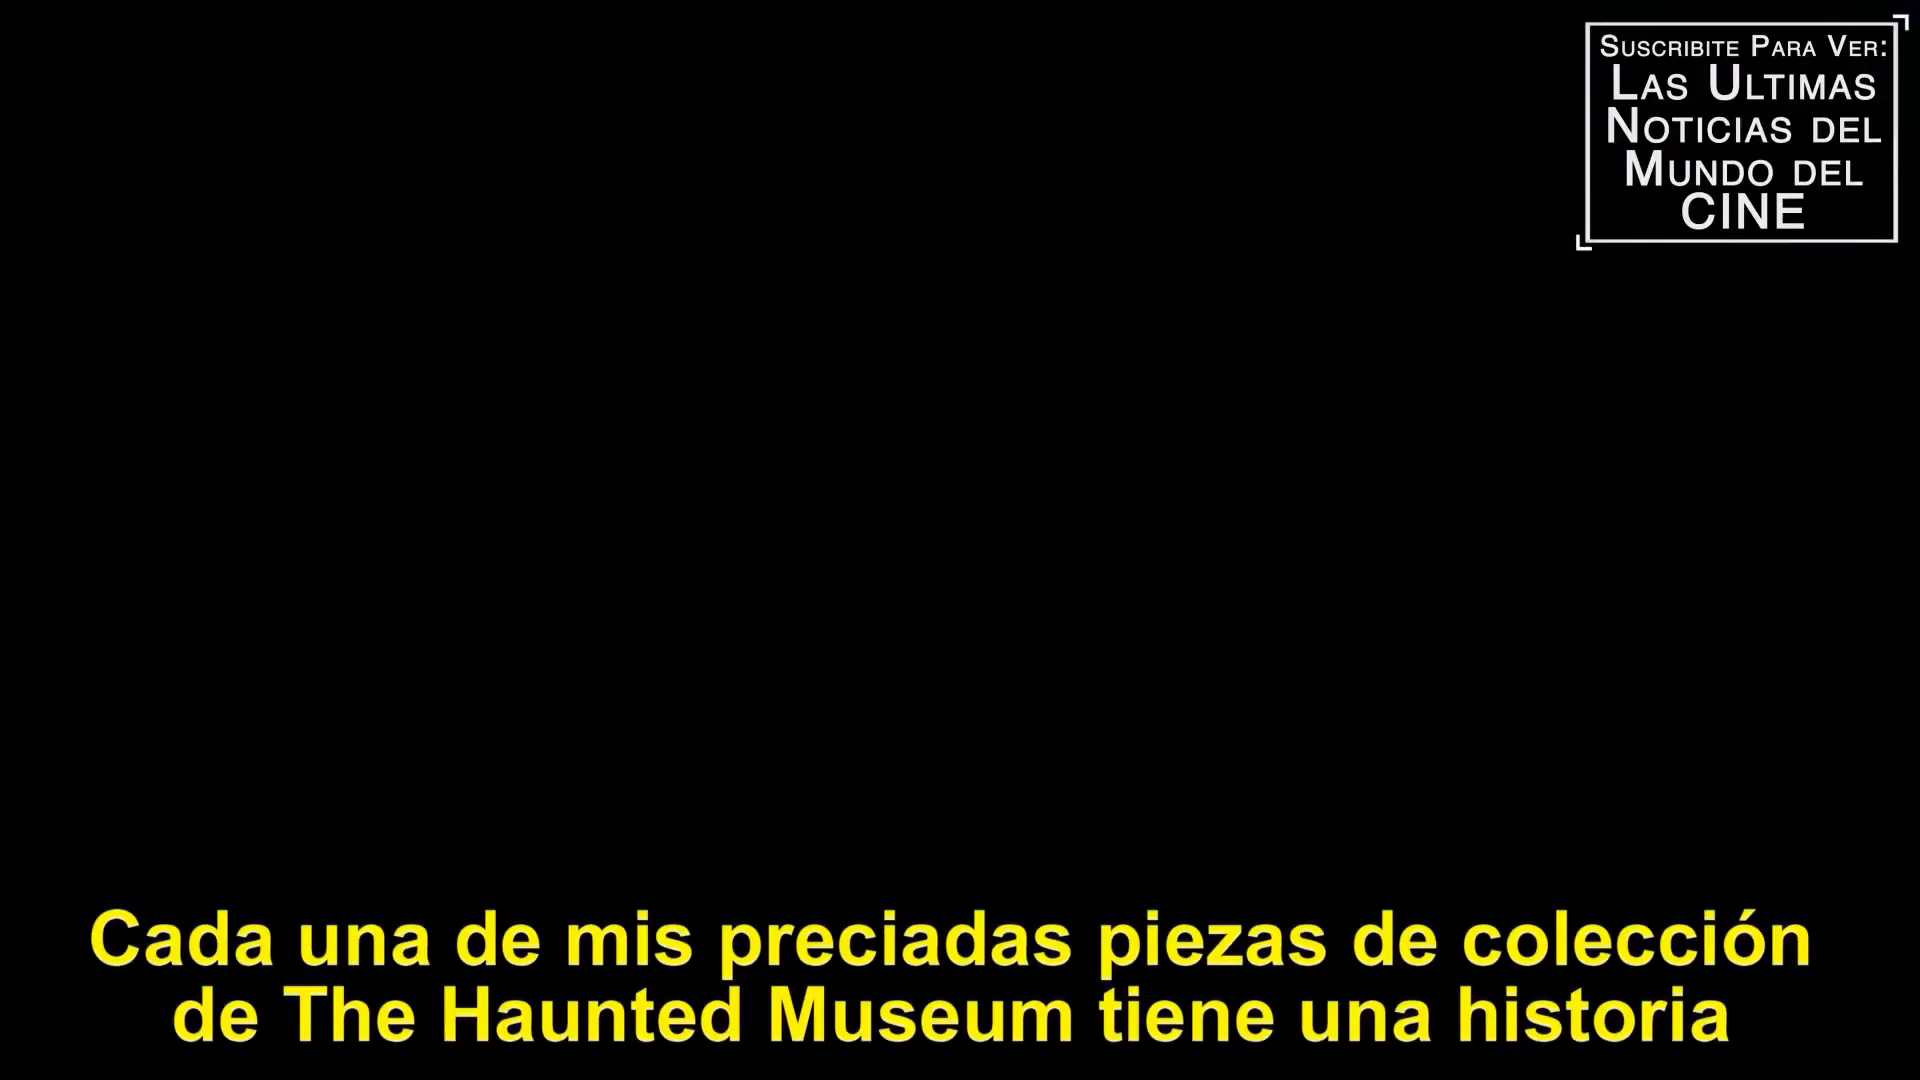 Suscribite Para Ver:
Las Ultimas
Noticias del
Mundo del
CINE
Cada una de mis preciadas piezas de colección
de The Haunted Museum tiene una historia